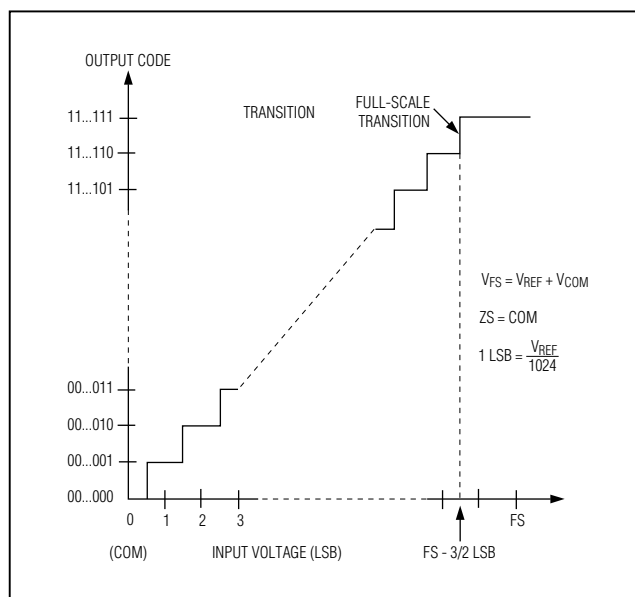 OUTPUT CODE
11...111
11...110
11...101
00...011
00...010
00...001
00...000
TRANSITION
FULL-SCALE
TRANSITION
VFS = VREF + VCOM
ZS = COM
1 LSB = VREF
1024
0 1 2 3 FS
(COM) INPUT VOLTAGE (LSB) FS - 3/2 LSB